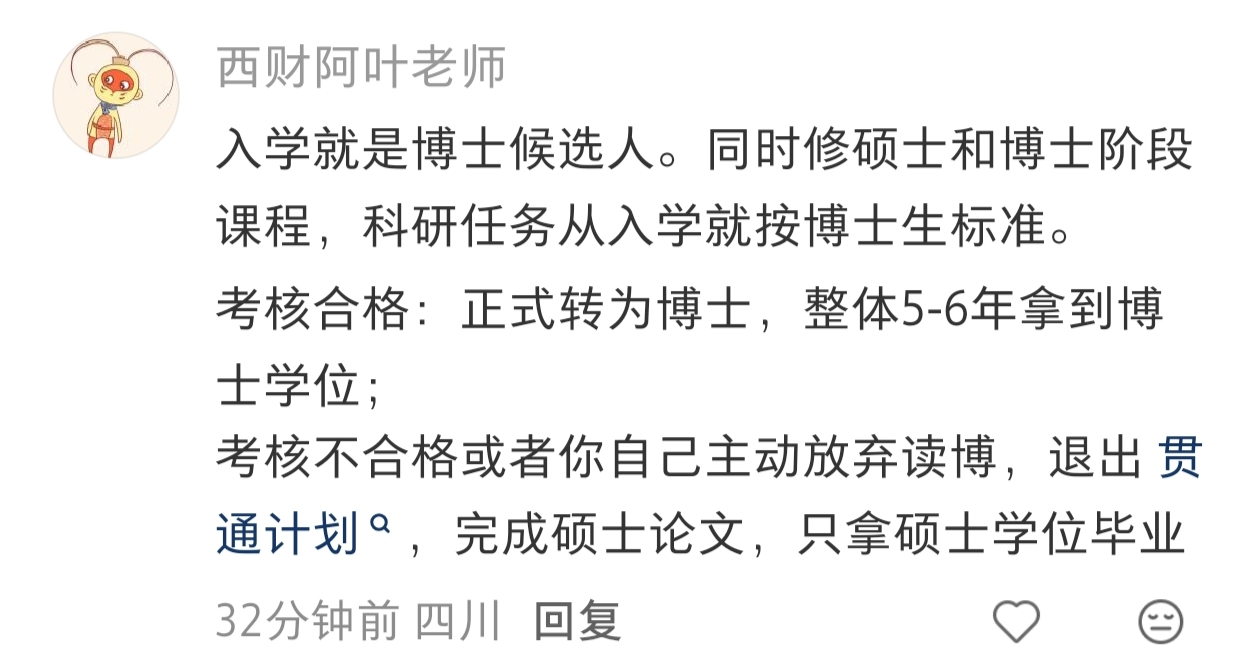 西财阿叶老师
入学就是博士候选人。同时修硕士和博士阶段
课程，科研任务从入学就按博士生标准。
考核合格：正式转为博士，整体5-6年拿到博
士学位；
考核不合格或者你自己主动放弃读博，退出 贯
通计划 ，完成硕士论文，只拿硕士学位毕业
32分钟前 四川 回复